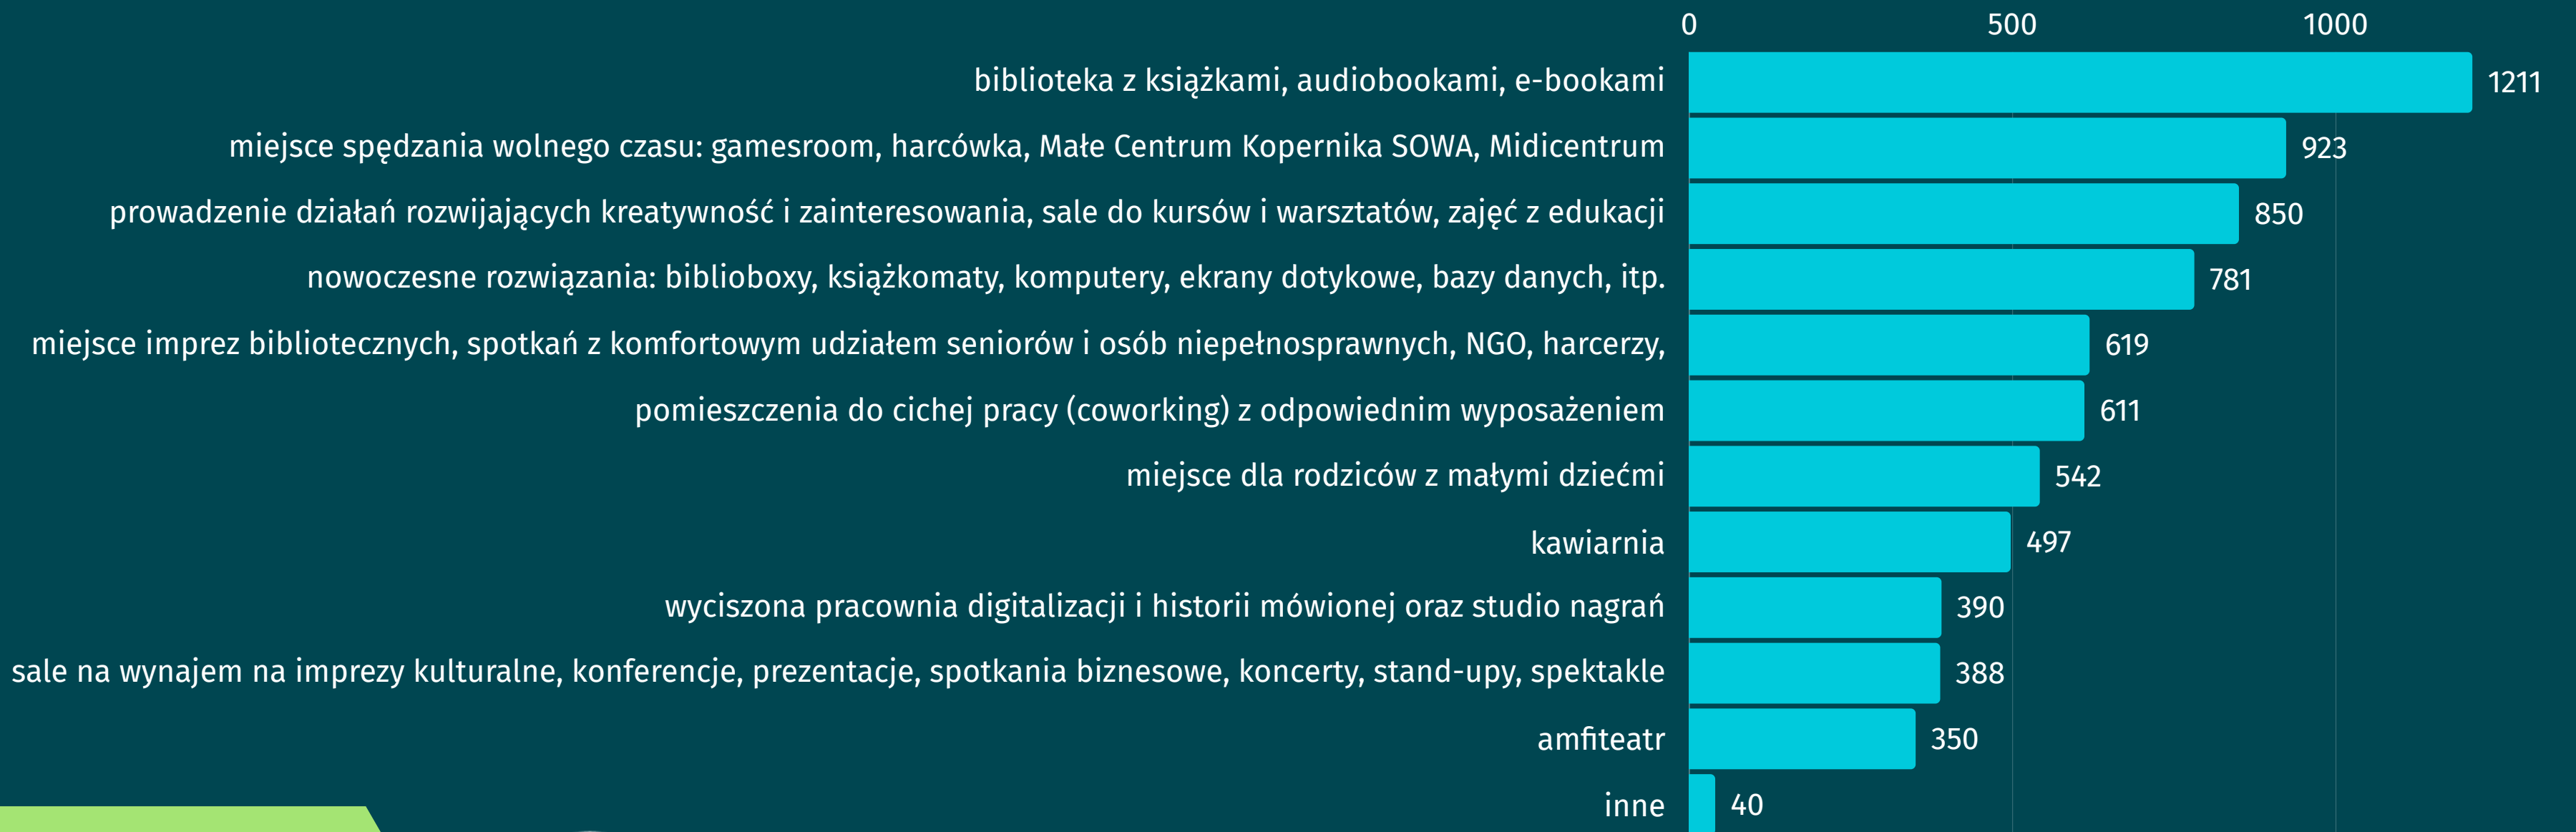 0 500 1000
biblioteka z książkami, audiobookami, e-bookami 1211
miejsce spędzania wolnego czasu: gamesroom, harcówka, Małe Centrum Kopernika SOWA, Midicentrum 923
prowadzenie działań rozwijających kreatywność i zainteresowania, sale do kursów i warsztatów, zajęć z edukacji 850
nowoczesne rozwiązania: biblioboxy, książkomaty, komputery, ekrany dotykowe, bazy danych, itp. 781
miejsce imprez bibliotecznych, spotkań z komfortowym udziałem seniorów i osób niepełnosprawnych, NGO, harcerzy, 619
pomieszczenia do cichej pracy (coworking) z odpowiednim wyposażeniem 611
miejsce dla rodziców z małymi dziećmi 542
kawiarnia 497
wyciszona pracownia digitalizacji i historii mówionej oraz studio nagrań 390
sale na wynajem na imprezy kulturalne, konferencje, prezentacje, spotkania biznesowe, koncerty, stand-upy, spektakle 388
amfiteatr 350
inne 40